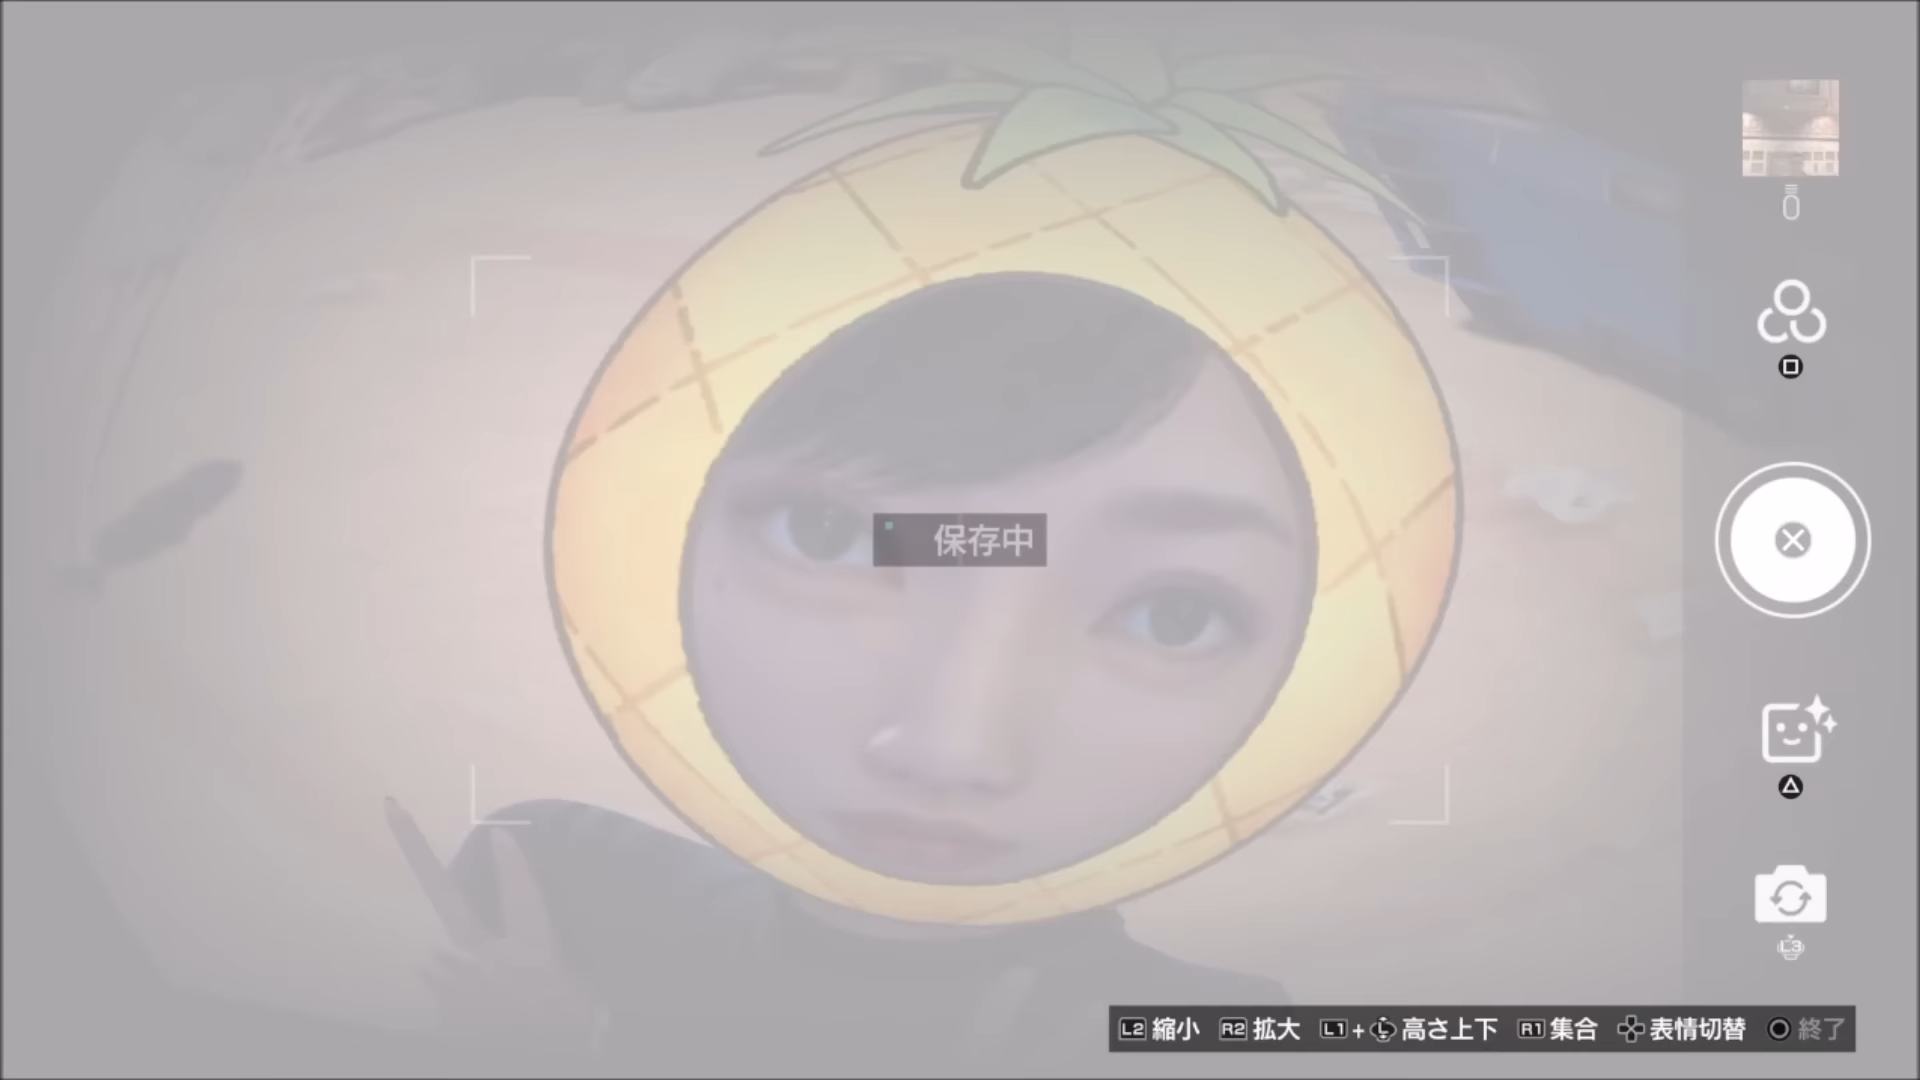 保存中
L3
L2 縮小 R2 拡大 L1 + L 高さ上下 R1 集合 表情切替 終了